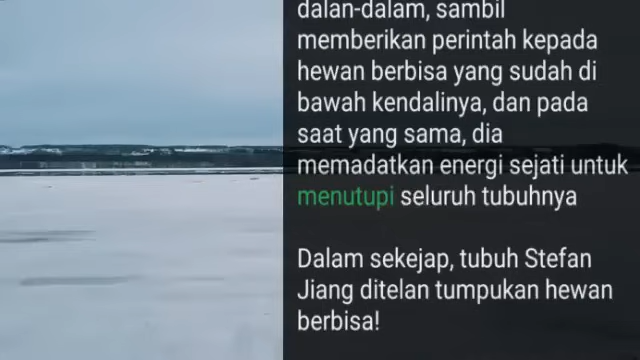 dalan-dalam, sambil
memberikan perintah kepada
hewan berbisa yang sudah di
bawah kendalinya, dan pada
saat yang sama, dia
memadatkan energi sejati untuk
menutupi seluruh tubuhnya
Dalam sekejap, tubuh Stefan
Jiang ditelan tumpukan hewan
berbisa!